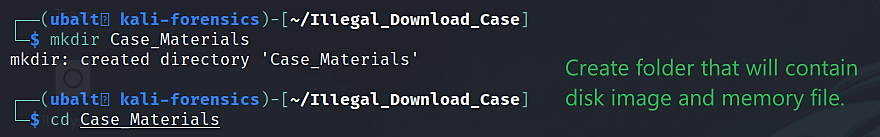 ┌──(ubalt㉿ kali-forensics)-[~/Illegal_Download_Case]
└─$ mkdir Case_Materials
mkdir: created directory 'Case_Materials'
Create folder that will contain
disk image and memory file.
┌──(ubalt㉿ kali-forensics)-[~/Illegal_Download_Case]
└─$ cd Case_Materials